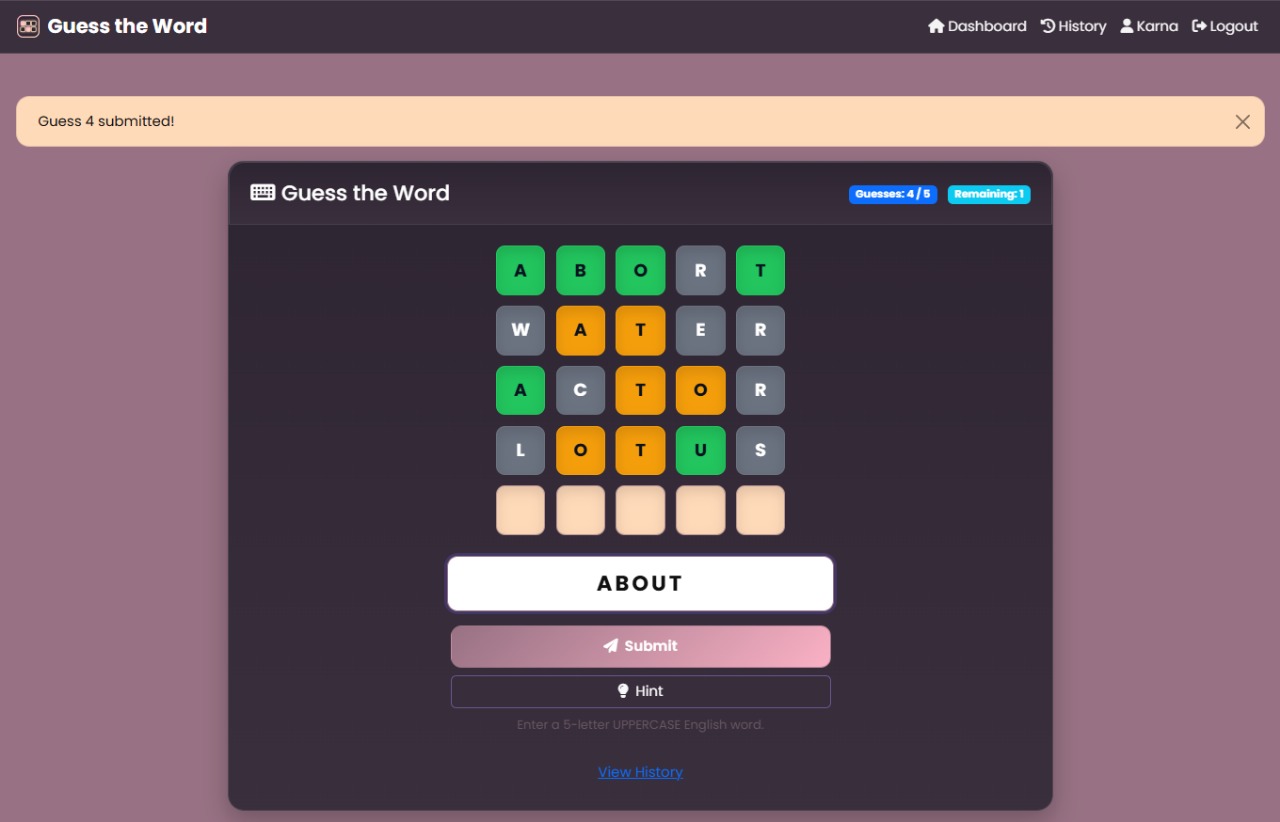 Guess the Word
Dashboard History Karna Logout
Guess 4 submitted!
Guess the Word
Guesses: 4 / 5 Remaining: 1
A B O R T
W A T E R
A C T O R
L O T U S
ABOUT
Submit
Hint
Enter a 5-letter UPPERCASE English word.
View History